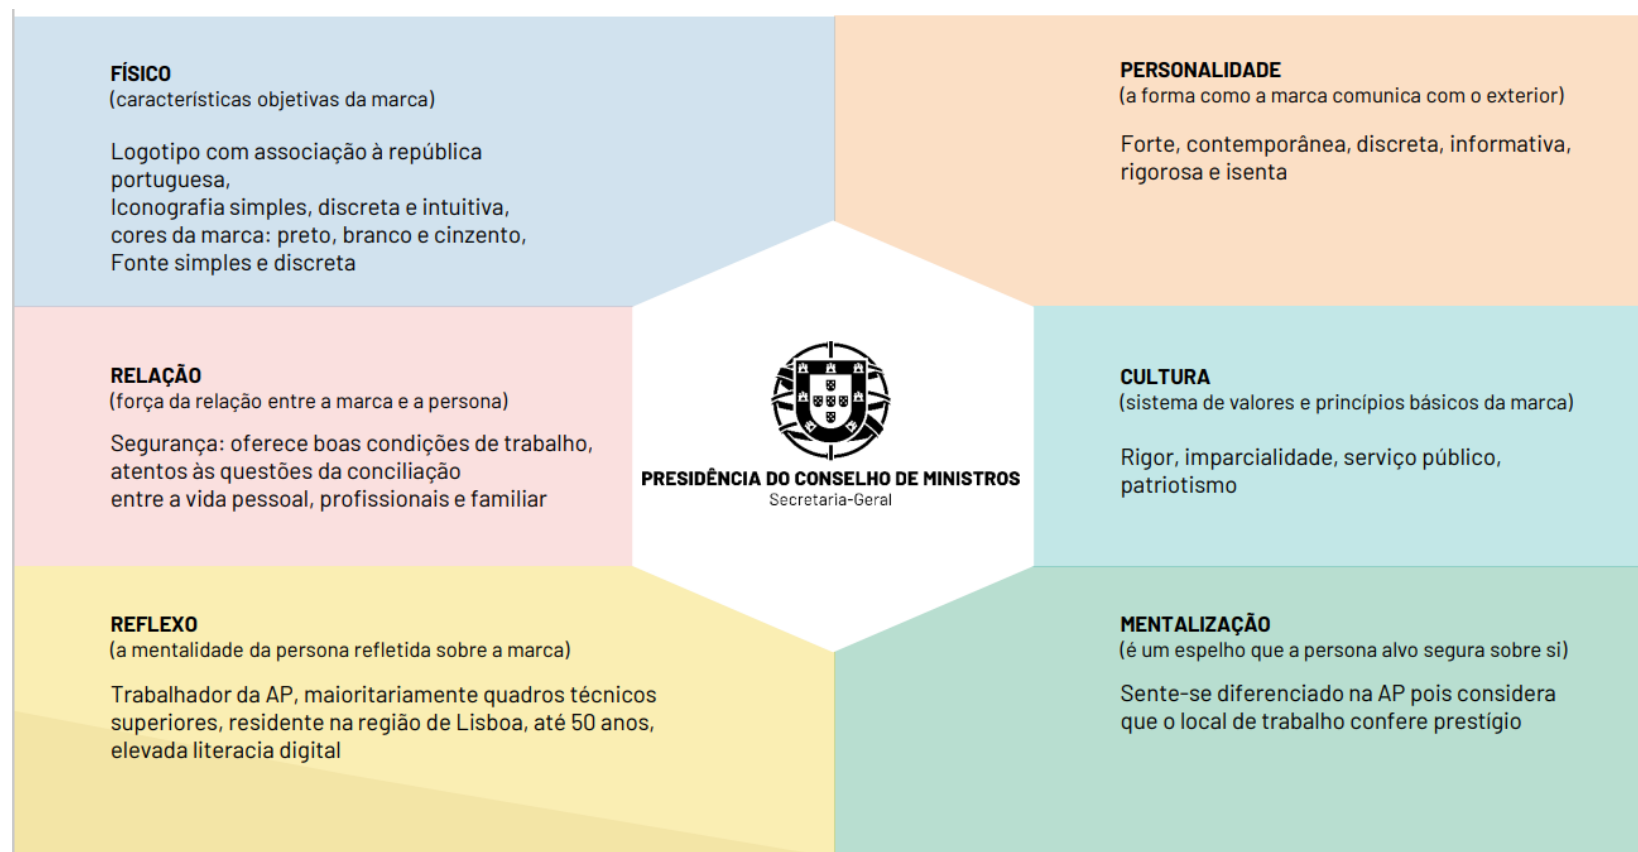 FÍSICO
(características objetivas da marca)
Logotipo com associação à república
portuguesa,
Iconografia simples, discreta e intuitiva,
cores da marca: preto, branco e cinzento,
Fonte simples e discreta
PERSONALIDADE
(a forma como a marca comunica com o exterior)
Forte, contemporânea, discreta, informativa,
rigorosa e isenta
RELAÇÃO
(força da relação entre a marca e a persona)
Segurança: oferece boas condições de trabalho,
atentos às questões da conciliação
entre a vida pessoal, profissionais e familiar
PRESIDÊNCIA DO CONSELHO DE MINISTROS
Secretaria-Geral
CULTURA
(sistema de valores e princípios básicos da marca)
Rigor, imparcialidade, serviço público,
patriotismo
REFLEXO
(a mentalidade da persona refletida sobre a marca)
Trabalhador da AP, maioritariamente quadros técnicos
superiores, residente na região de Lisboa, até 50 anos,
elevada literacia digital
MENTALIZAÇÃO
(é um espelho que a persona alvo segura sobre si)
Sente-se diferenciado na AP pois considera
que o local de trabalho confere prestígio